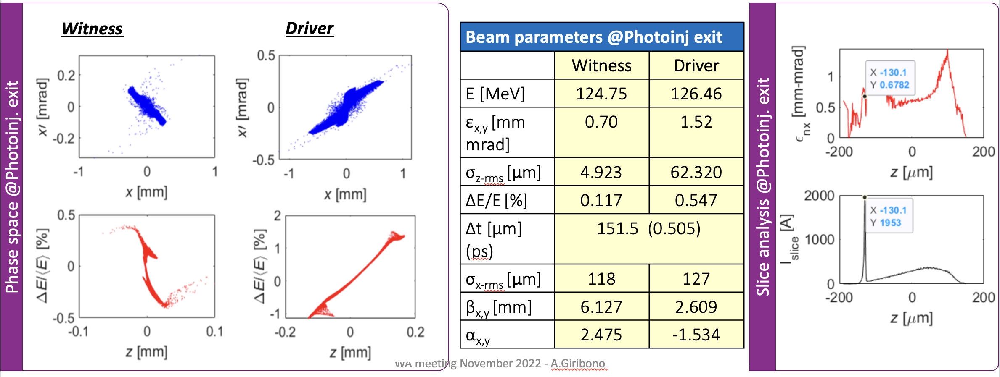 Phase space @Photoinj. exit
Witness
0.2
0
-0.2
x′ [mrad]
-1
0
1
x [mm]
Driver
0.5
0
-0.5
x′ [mrad]
-1
0
1
x [mm]
0.5
0
-0.5
ΔE/⟨E⟩ [%]
-0.1
0
0.1
z [mm]
2
1
0
-1
ΔE/⟨E⟩ [%]
-0.2
0
0.2
z [mm]
Beam parameters @Photoinj exit
Witness Driver
E [MeV] 124.75 126.46
εx,y [mm 0.70 1.52
mrad]
σz-rms [μm] 4.923 62.320
ΔE/E [%] 0.117 0.547
Δt [μm] 151.5 (0.505)
(ps)
σx-rms [μm] 118 127
βx,y [mm] 6.127 2.609
αx,y 2.475 -1.534
WA meeting November 2022 - A.Giribono
Slice analysis @Photoinj. exit
1
0.5
0
ϵnx [mm-mrad]
X -130.1
Y 0.6782
-200
0
200
z [μm]
2000
1000
0
Islice [A]
X -130.1
Y 1953
-200
0
200
z [μm]